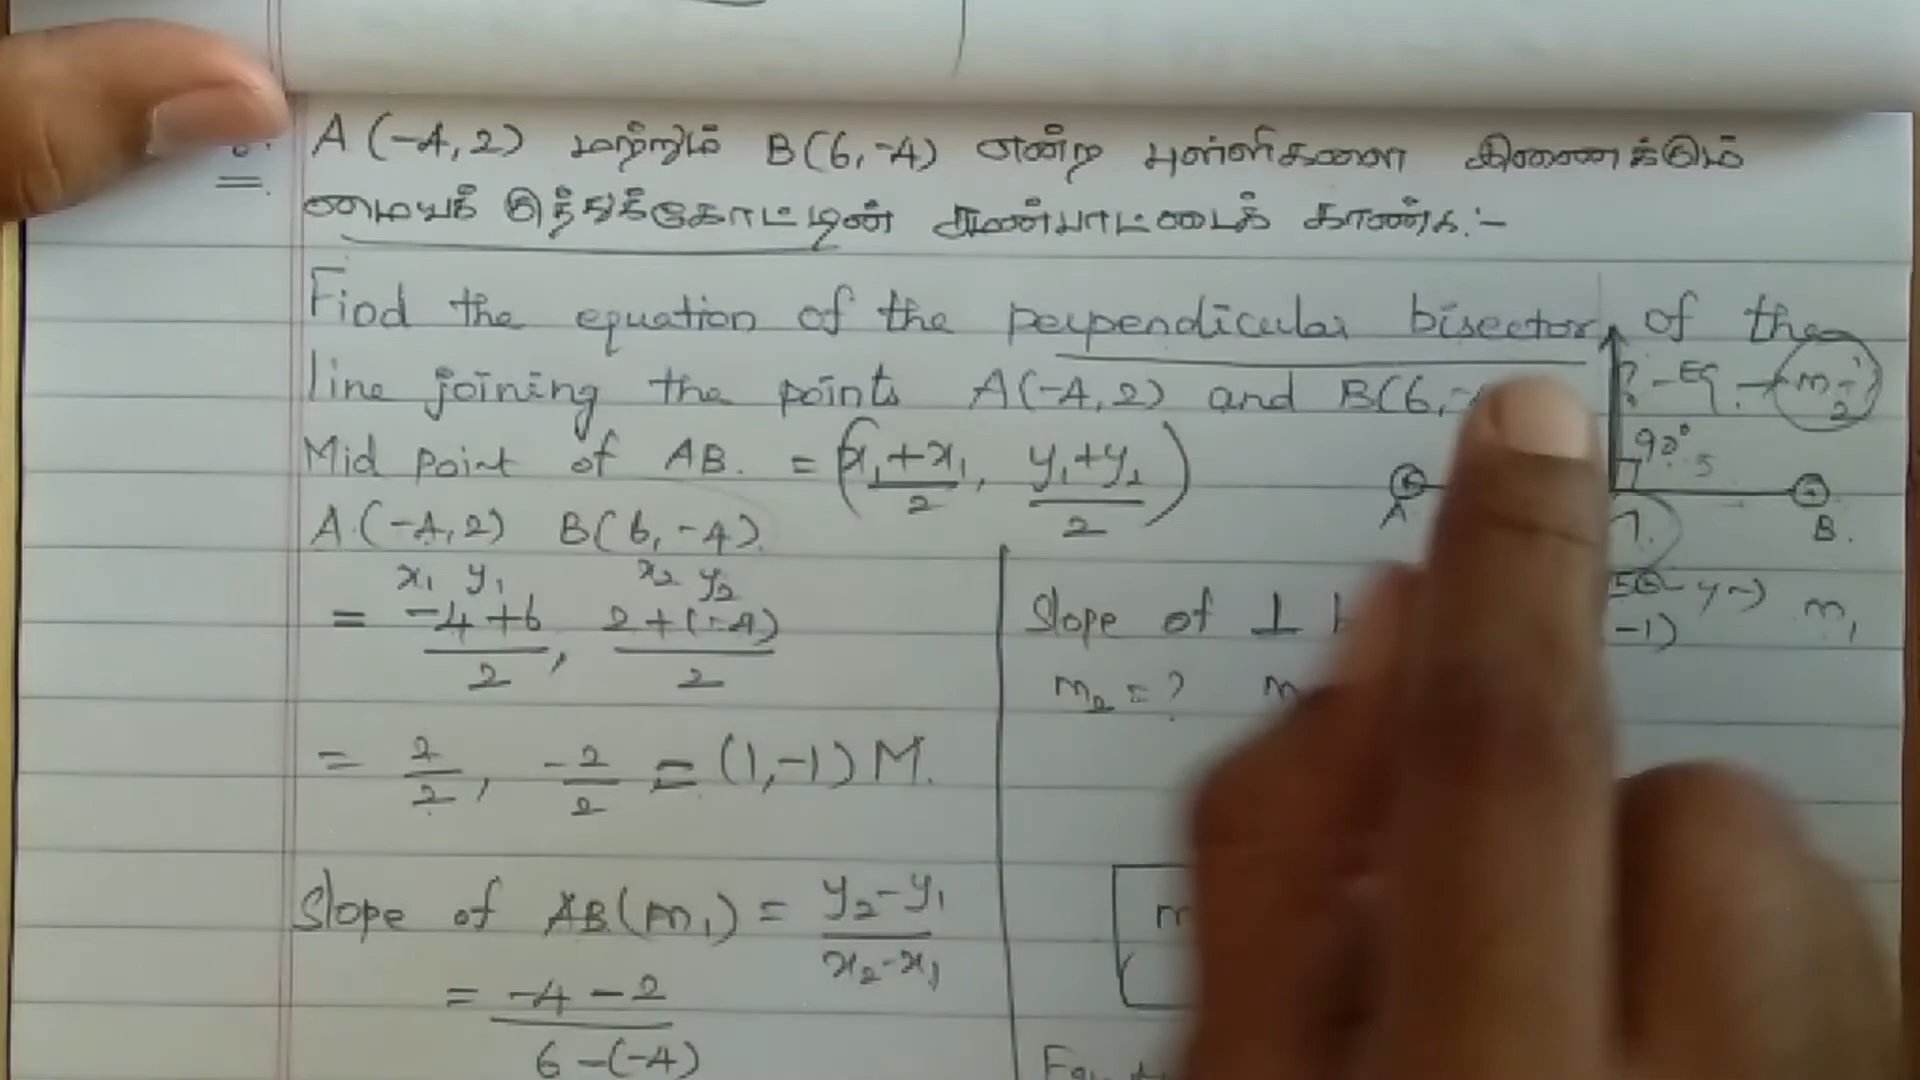 A (-4,2) மற்றும் B(6,-4) என்ற புள்ளிகளை இணைக்கும்
மையக் குத்துக்கோட்டின் சமன்பாட்டைக் காண்க:-
Find the equation of the perpendicular bisector of the
line joining the points A(-4,2) and B(6,-
? - Eq.
90°
A
B.
Mid point of AB. = (x₁+x₁/2, y₁+y₂/2)
A.(-4,2) B(6,-4)
x₁ y₁ x₂ y₂
= -4+6/2, 2+(-4)/2
= 2/2, -2/2 = (1,-1) M.
Slope of AB(m₁) = y₂-y₁/x₂-x₁
= -4-2/6-(-4)
Slope of ⊥
-1)
m₁
m₂ = ? m
m